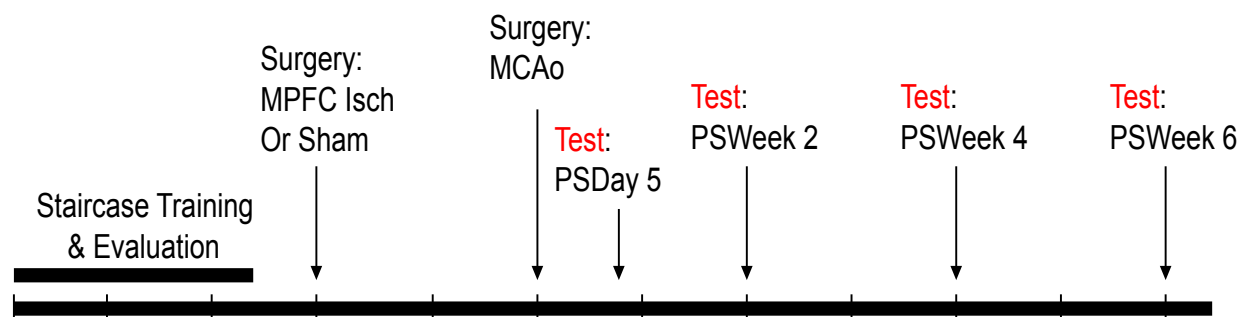 Surgery:
MPFC Isch
Or Sham
Surgery:
MCAo
Test:
PSDay 5
Test:
PSWeek 2
Test:
PSWeek 4
Test:
PSWeek 6
Staircase Training
& Evaluation